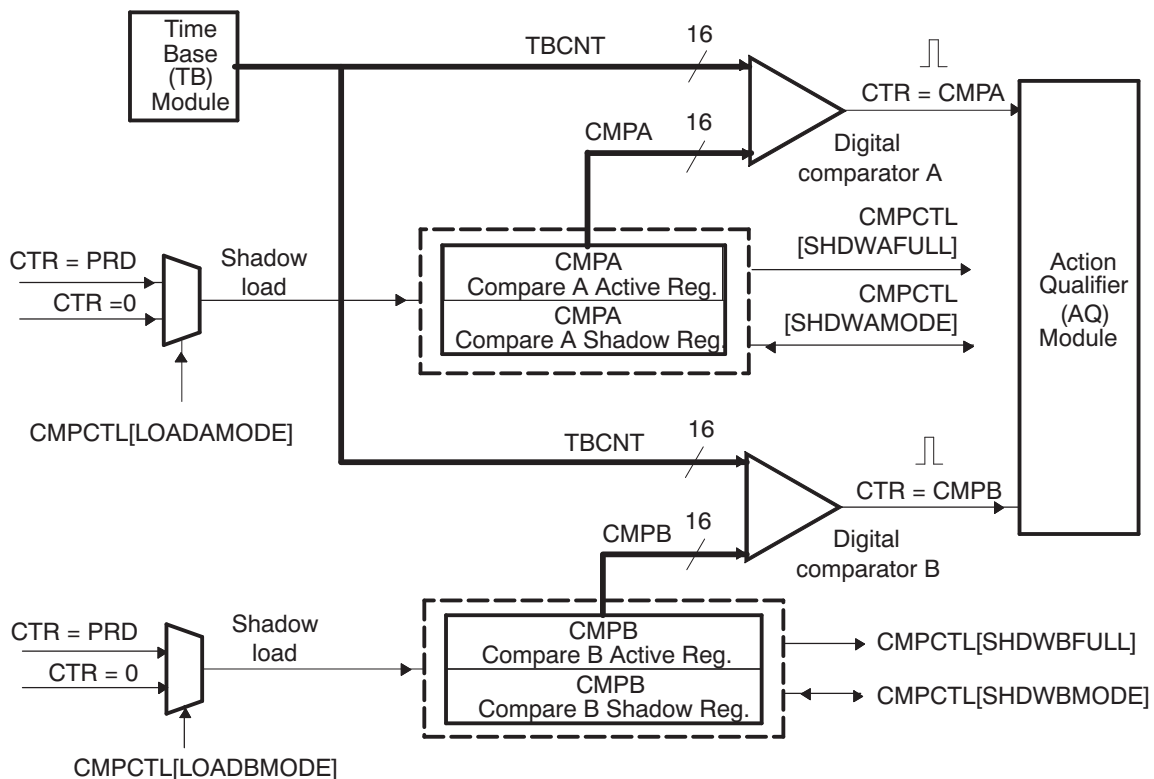 Time
Base
(TB)
Module
TBCNT
16
CTR = CMPA
CMPA
16
Digital
comparator A
CMPCTL
[SHDWAFULL]
CMPCTL
[SHDWAMODE]
Action
Qualifier
(AQ)
Module
CTR = PRD
CTR =0
Shadow
load
CMPA
Compare A Active Reg.
CMPA
Compare A Shadow Reg.
CMPCTL[LOADAMODE]
TBCNT
16
CTR = CMPB
CMPB
16
Digital
comparator B
CTR = PRD
CTR = 0
Shadow
load
CMPB
Compare B Active Reg.
CMPB
Compare B Shadow Reg.
CMPCTL[SHDWBFULL]
CMPCTL[SHDWBMODE]
CMPCTL[LOADBMODE]